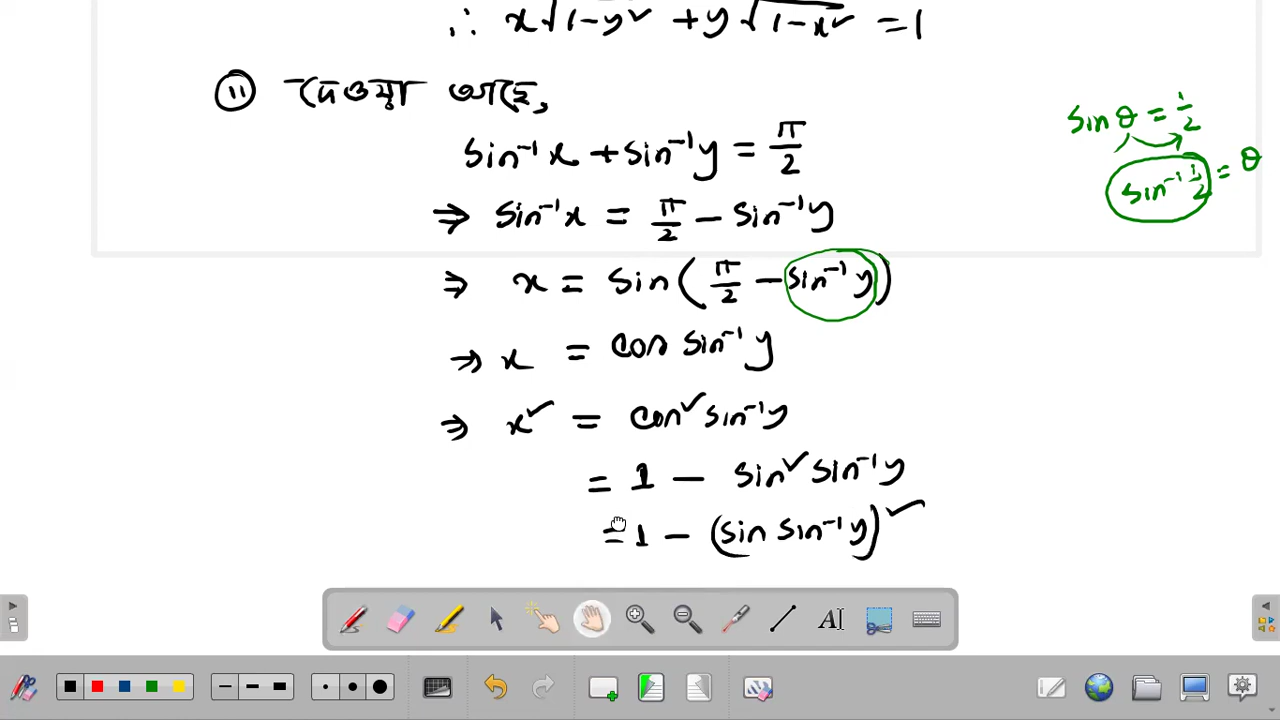 ∴ x√1-y² + y√1-x² = 1
(ii) দেওয়া আছে,
sin⁻¹x + sin⁻¹y = π/2
⇒ sin⁻¹x = π/2 - sin⁻¹y
⇒ x = sin(π/2 - sin⁻¹y)
⇒ x = cos sin⁻¹y
⇒ x² = cos² sin⁻¹y
= 1 - sin² sin⁻¹y
= 1 - (sin sin⁻¹y)²
sin θ = 1/2
sin⁻¹ 1/2 = θ